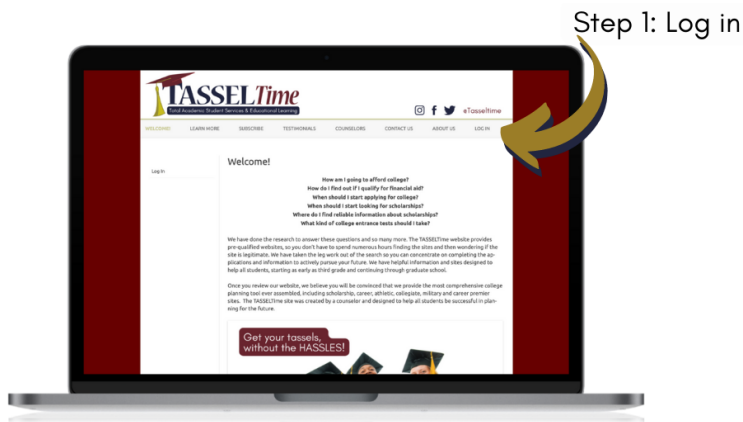 Step 1: Log in
TASSELTime
Total Academic Student Services & Educational Learning
eTasseltime
WELCOME! LEARN MORE SUBSCRIBE TESTIMONIALS COUNSELORS CONTACT US ABOUT US LOG IN
Log In
Welcome!
How am I going to afford college?
How do I find out if I qualify for financial aid?
When should I start applying for college?
When should I start looking for scholarships?
Where do I find reliable information about scholarships?
What kind of college entrance tests should I take?
We have done the research to answer these questions and so many more. The TASSELTime website provides
pre-qualified websites, so you don't have to spend numerous hours finding the sites and then wondering if the
site is legitimate. We have taken the leg work out of the search so you can concentrate on completing the ap-
plications and information to actively pursue your future. We have helpful information and sites designed to
help all students, starting as early as third grade and continuing through graduate school.
Once you review our website, we believe you will be convinced that we provide the most comprehensive college
planning tool ever assembled, including scholarship, career, athletic, collegiate, military and career premier
sites. The TASSELTime site was created by a counselor and designed to help all students be successful in plan-
ning for the future.
Get your tassels,
without the HASSLES!